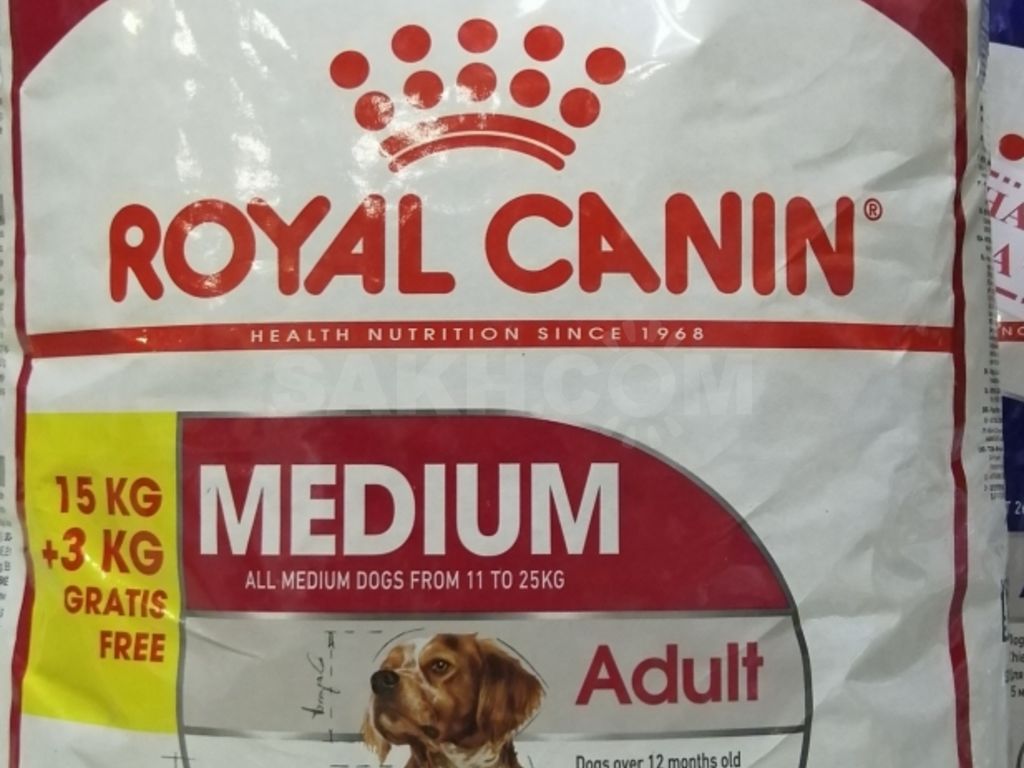 ROYAL CANIN®
HEALTH NUTRITION SINCE 1968
SAKH.COM
15 KG
+3 KG
GRATIS
FREE
MEDIUM
ALL MEDIUM DOGS FROM 11 TO 25KG
Adult
Dogs over 12 months old